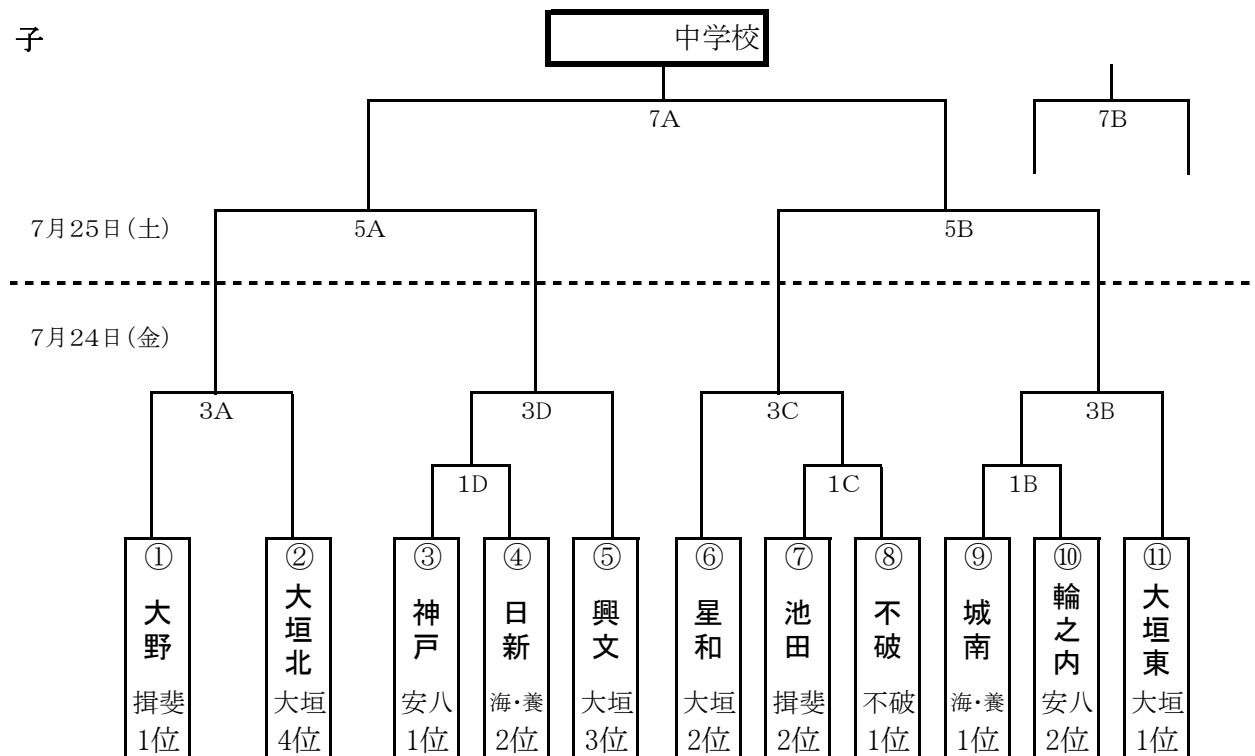 子
中学校
7A
7B
7月25日(土)
5A
5B
7月24日(金)
3A
3D
3C
3B
1D
1C
1B
①
大野
揖斐
1位
②
大垣北
大垣
4位
③
神戸
安八
1位
④
日新
海・養
2位
⑤
興文
大垣
3位
⑥
星和
大垣
2位
⑦
池田
揖斐
2位
⑧
不破
不破
1位
⑨
城南
海・養
1位
⑩
輪之内
安八
2位
⑪
大垣東
大垣
1位